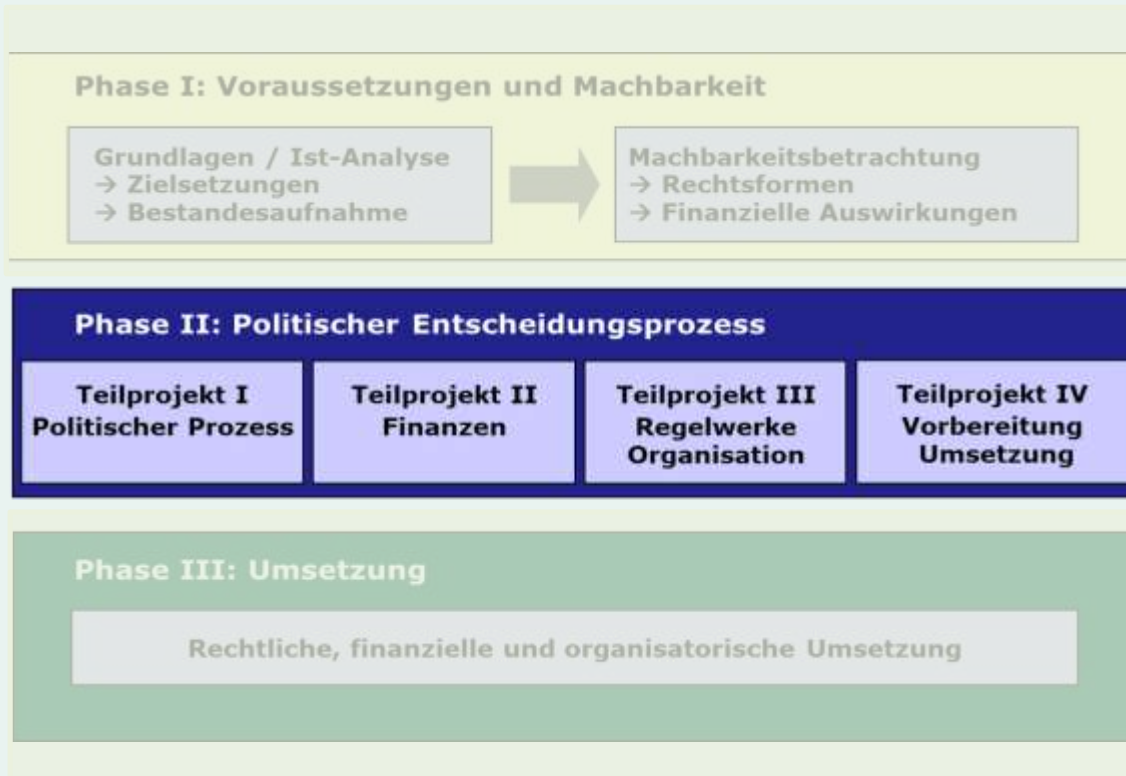 Phase I: Voraussetzungen und Machbarkeit
Grundlagen / Ist-Analyse
→ Zielsetzungen
→ Bestandesaufnahme
Machbarkeitsbetrachtung
→ Rechtsformen
→ Finanzielle Auswirkungen
Phase II: Politischer Entscheidungsprozess
Teilprojekt I
Politischer Prozess
Teilprojekt II
Finanzen
Teilprojekt III
Regelwerke
Organisation
Teilprojekt IV
Vorbereitung
Umsetzung
Phase III: Umsetzung
Rechtliche, finanzielle und organisatorische Umsetzung